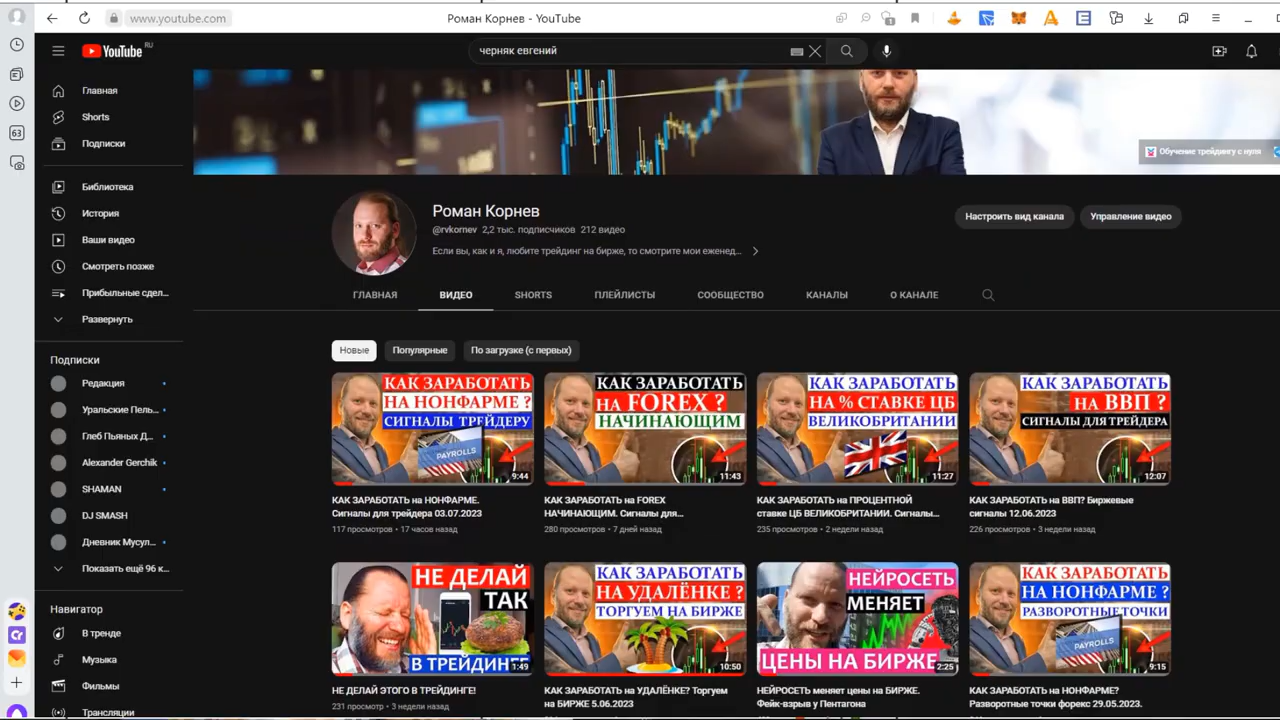 www.youtube.com
Роман Корнев - YouTube
YouTube RU
черняк евгений
63
Главная
Shorts
Подписки
Библиотека
История
Ваши видео
Смотреть позже
Прибыльные сдел...
Развернуть
Подписки
Редакция
Уральские Пель...
Глеб Пьяных Д...
Alexander Gerchik
SHAMAN
DJ SMASH
Дневник Мусул...
Показать ещё 96 к...
Навигатор
В тренде
Музыка
Фильмы
Трансляции
Обучение трейдингу с нуля
Роман Корнев
@rvkornev 2,2 тыс. подписчиков 212 видео
Если вы, как и я, любите трейдинг на бирже, то смотрите мои еженед...
Настроить вид канала
Управление видео
ГЛАВНАЯ ВИДЕО SHORTS ПЛЕЙЛИСТЫ СООБЩЕСТВО КАНАЛЫ О КАНАЛЕ
Новые Популярные По загрузке (с первых)
КАК ЗАРАБОТАТЬ
НА НОНФАРМЕ ?
СИГНАЛЫ ТРЕЙДЕРУ
PAYROLLS
9:44
КАК ЗАРАБОТАТЬ на НОНФАРМЕ.
Сигналы для трейдера 03.07.2023
117 просмотров • 17 часов назад
КАК ЗАРАБОТАТЬ
НА FOREX ?
НАЧИНАЮЩИМ
11:43
КАК ЗАРАБОТАТЬ на FOREX
НАЧИНАЮЩИМ. Сигналы для...
280 просмотров • 7 дней назад
КАК ЗАРАБОТАТЬ
НА % СТАВКЕ ЦБ
ВЕЛИКОБРИТАНИИ
11:27
КАК ЗАРАБОТАТЬ на ПРОЦЕНТНОЙ
ставке ЦБ ВЕЛИКОБРИТАНИИ. Сигналы...
235 просмотров • 2 недели назад
КАК ЗАРАБОТАТЬ
НА ВВП ?
СИГНАЛЫ ДЛЯ ТРЕЙДЕРА
12:07
КАК ЗАРАБОТАТЬ на ВВП? Биржевые
сигналы 12.06.2023
226 просмотров • 3 недели назад
НЕ ДЕЛАЙ
ТАК
В ТРЕЙДИНГЕ
1:49
НЕ ДЕЛАЙ ЭТОГО В ТРЕЙДИНГЕ!
231 просмотр • 3 недели назад
КАК ЗАРАБОТАТЬ
НА УДАЛЁНКЕ ?
ТОРГУЕМ НА БИРЖЕ
10:50
КАК ЗАРАБОТАТЬ на УДАЛЁНКЕ? Торгуем
на БИРЖЕ 5.06.2023
НЕЙРОСЕТЬ
МЕНЯЕТ
ЦЕНЫ НА БИРЖЕ
2:25
НЕЙРОСЕТЬ меняет цены на БИРЖЕ.
Фейк-взрыв у Пентагона
КАК ЗАРАБОТАТЬ
НА НОНФАРМЕ ?
РАЗВОРОТНЫЕ ТОЧКИ
PAYROLLS
9:15
КАК ЗАРАБОТАТЬ на НОНФАРМЕ?
Разворотные точки форекс 29.05.2023.